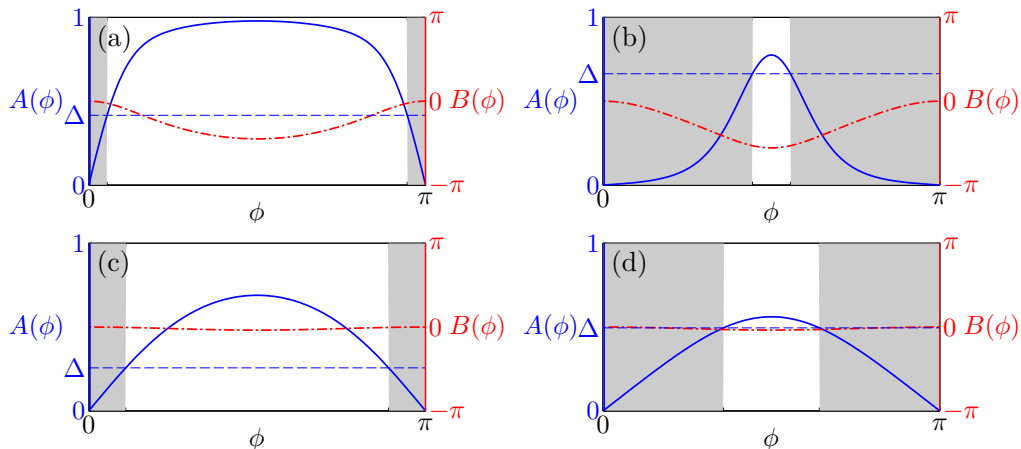 1 (a) π 1 (b) π
A(φ) Δ 0 B(φ) A(φ) Δ 0 B(φ)
0 −π 0 −π
0 φ π 0 φ π
1 (c) π 1 (d) π
A(φ) Δ 0 B(φ) A(φ) Δ 0 B(φ)
0 −π 0 −π
0 φ π 0 φ π